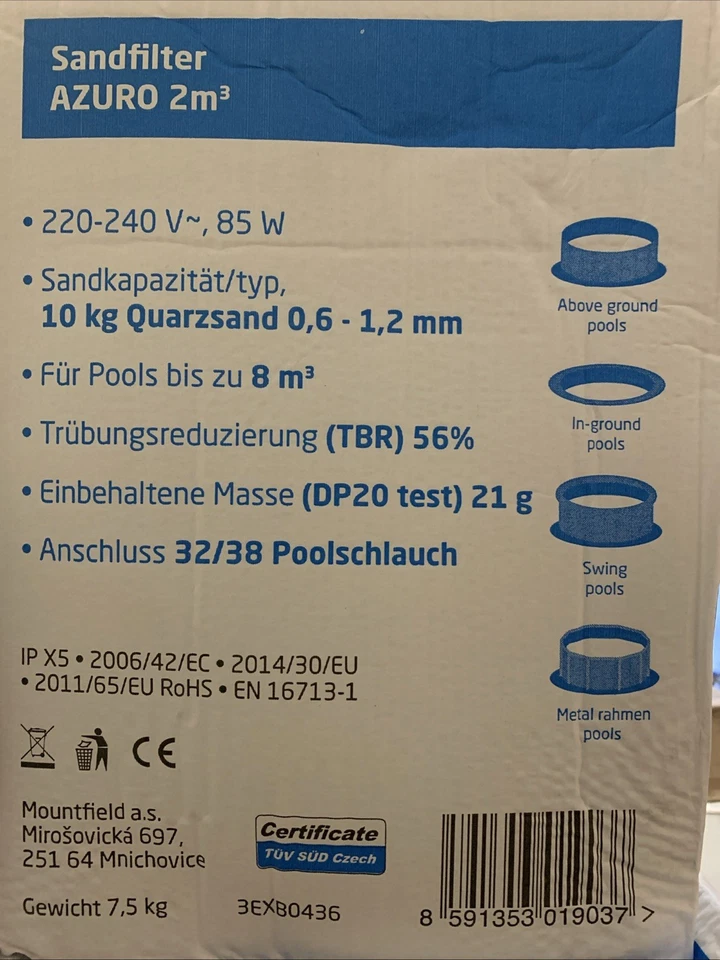 Sandfilter
AZURO 2m³
• 220-240 V~, 85 W
• Sandkapazität/typ,
10 kg Quarzsand 0,6 - 1,2 mm
• Für Pools bis zu 8 m³
• Trübungsreduzierung (TBR) 56%
• Einbehaltene Masse (DP20 test) 21 g
• Anschluss 32/38 Poolschlauch
Above ground
pools
In-ground
pools
Swing
pools
Metal rahmen
pools
IP X5 • 2006/42/EC • 2014/30/EU
• 2011/65/EU RoHS • EN 16713-1
CE
Mountfield a.s.
Mirošovická 697,
251 64 Mnichovice
Gewicht 7,5 kg
Certificate
TÜV SÜD Czech
3EXB0436
8 591353 019037 >